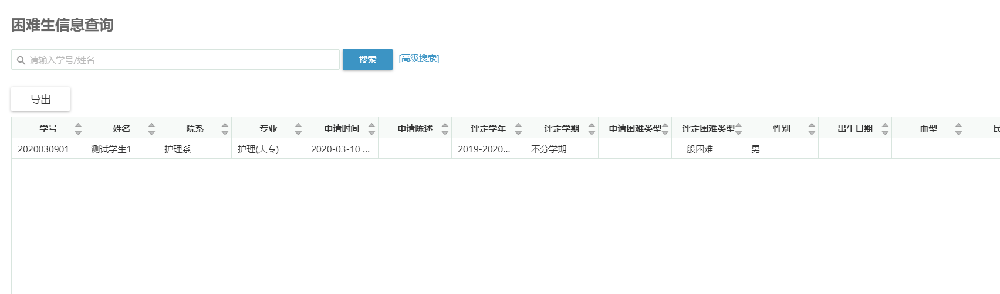 困难生信息查询
请输入学号/姓名 搜索 [高级搜索]
导出
学号 姓名 院系 专业 申请时间 申请陈述 评定学年 评定学期 申请困难类型 评定困难类型 性别 出生日期 血型 民
2020030901 测试学生1 护理系 护理(大专) 2020-03-10 ... 2019-2020... 不分学期 一般困难 男